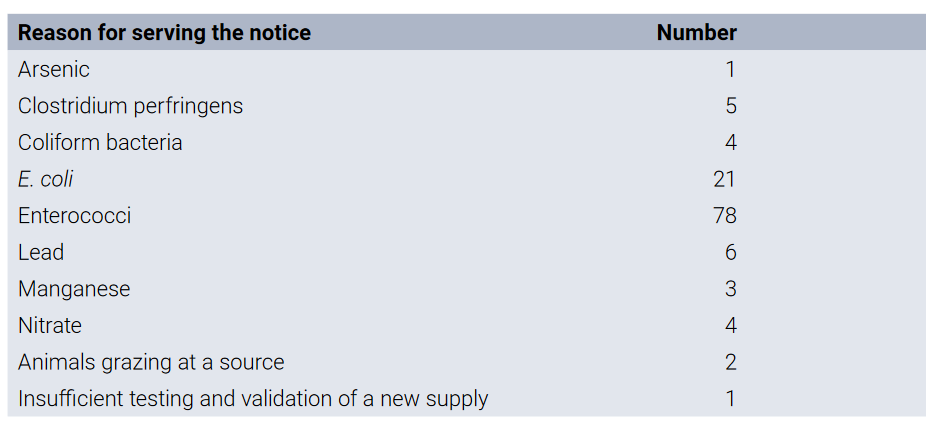 Reason for serving the notice Number
Arsenic 1
Clostridium perfringens 5
Coliform bacteria 4
E. coli 21
Enterococci 78
Lead 6
Manganese 3
Nitrate 4
Animals grazing at a source 2
Insufficient testing and validation of a new supply 1